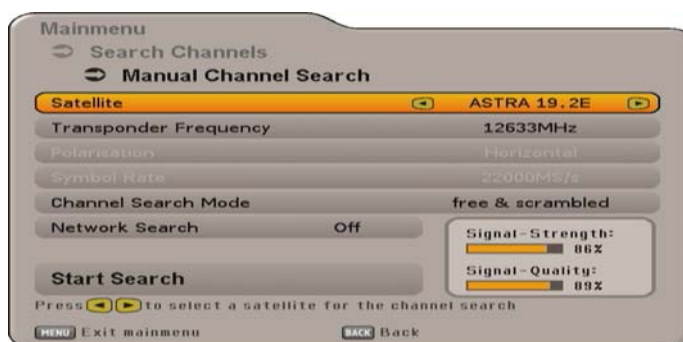 Mainmenu
Search Channels
Manual Channel Search
Satellite ASTRA 19.2E
Transponder Frequency 12633MHz
Polarisation Horizontal
Symbol Rate 22000MS/s
Channel Search Mode free & scrambled
Network Search Off
Signal-Strength:
86%
Signal-Quality:
89%
Start Search
Press to select a satellite for the channel search
MENU Exit mainmenu BACK Back